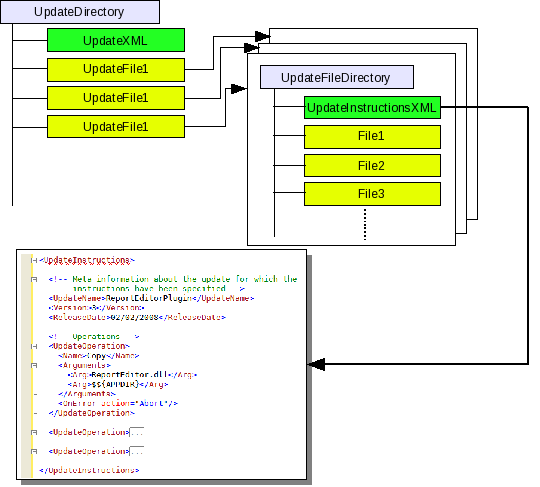 UpdateDirectory
UpdateXML
UpdateFile1
UpdateFile1
UpdateFile1
UpdateFileDirectory
UpdateInstructionsXML
File1
File2
File3
<UpdateInstructions>
<!-- Meta information about the update for which the
instructions have been specified -->
<UpdateName>ReportEditorPlugin</UpdateName>
<Version>3</Version>
<ReleaseDate>02/02/2008</ReleaseDate>
<!-- Operations -->
<UpdateOperation>
<Name>Copy</Name>
<Arguments>
<Arg>ReportEditor.dll</Arg>
<Arg>$${APPDIR}</Arg>
</Arguments>
<OnError action="Abort"/>
</UpdateOperation>
<UpdateOperation>...
<UpdateOperation>...
</UpdateInstructions>